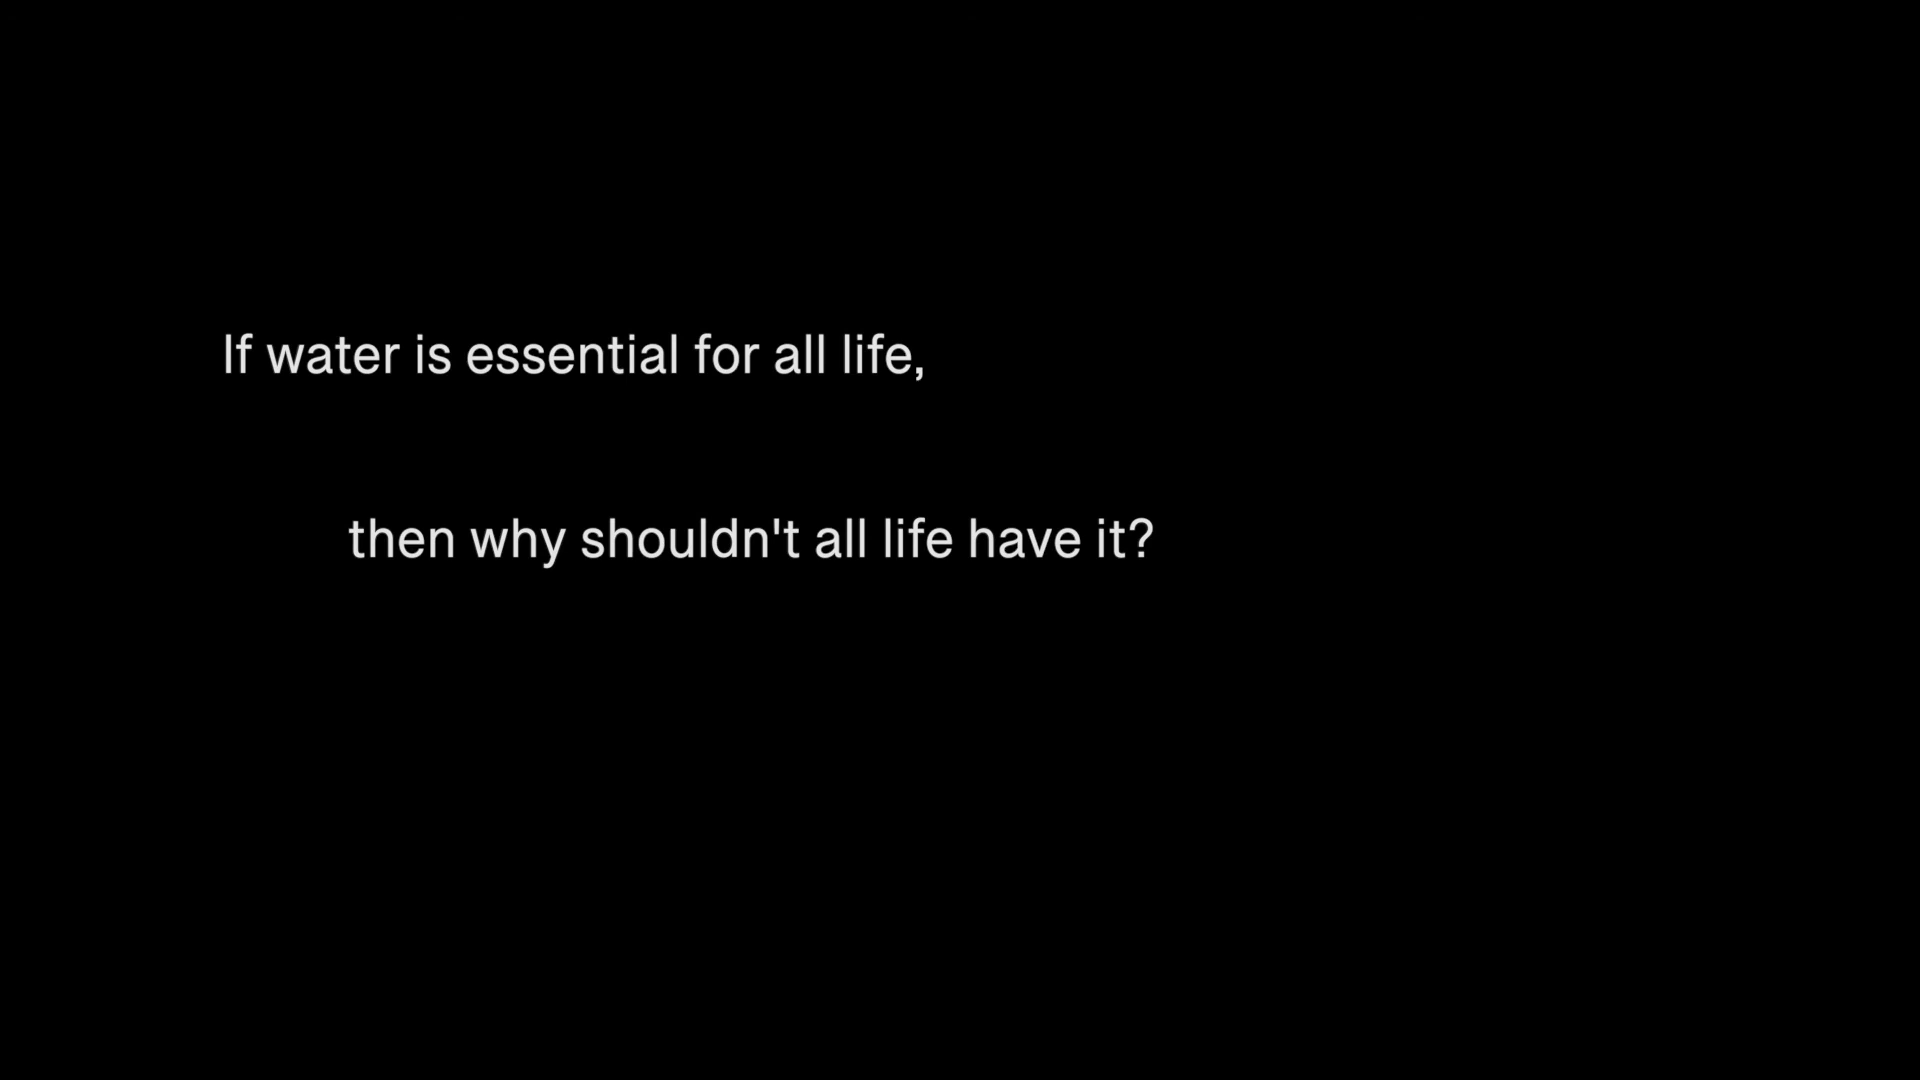 If water is essential for all life,
then why shouldn't all life have it?